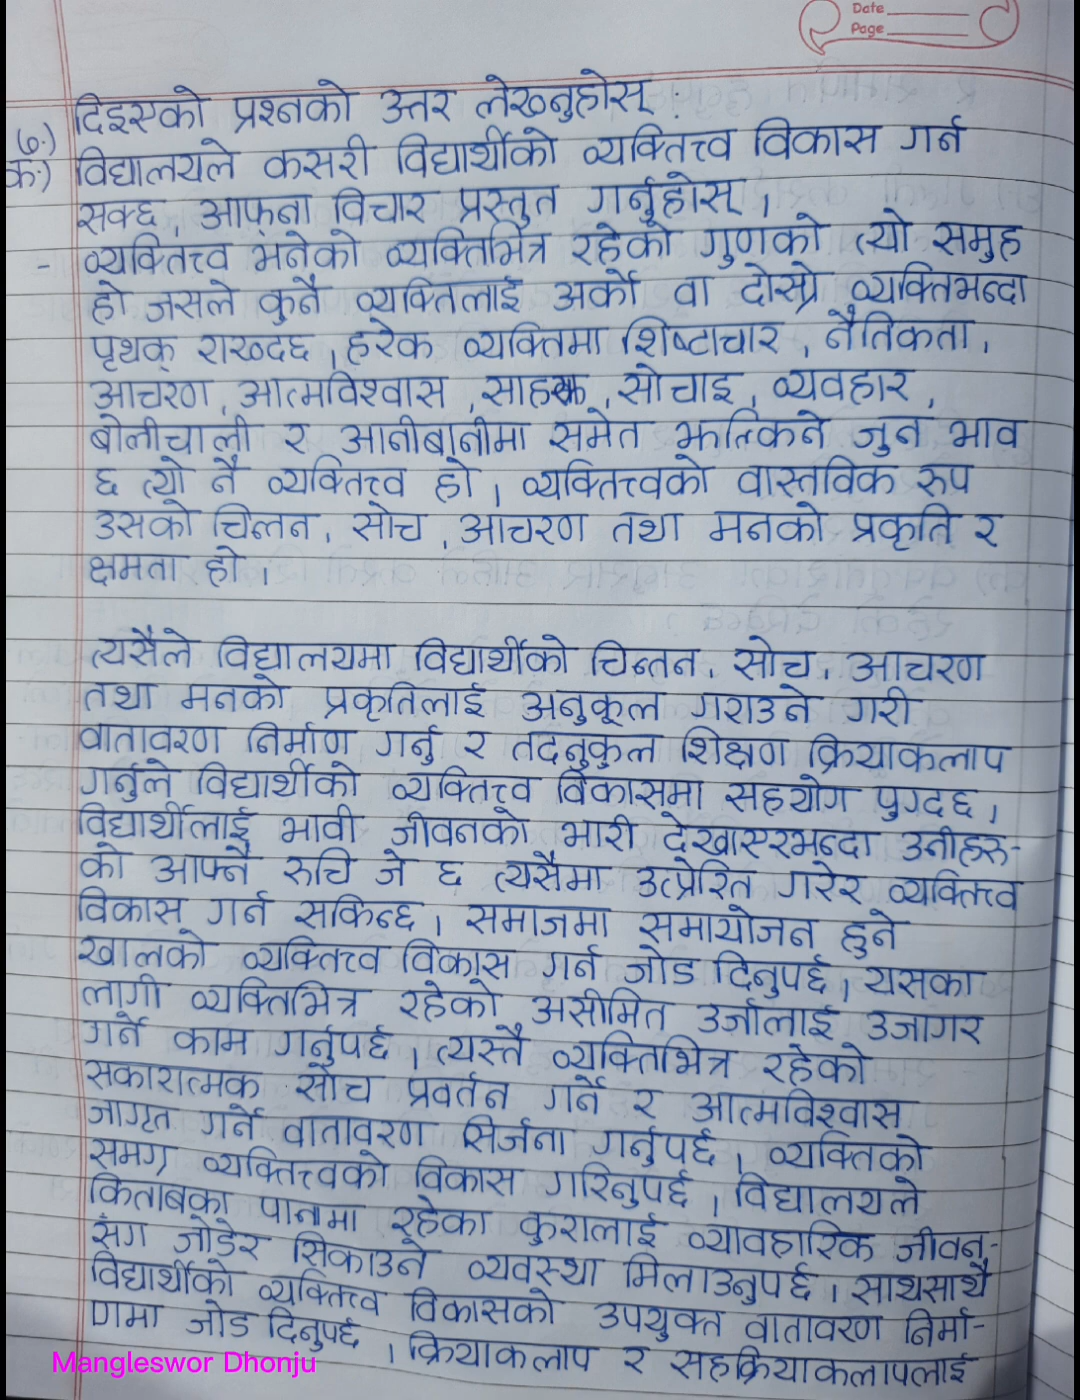 Date
Page
७.) दिइएको प्रश्नको उत्तर लेख्नुहोस् :
क.) विद्यालयले कसरी विद्यार्थीको व्यक्तित्त्व विकास गर्न
सक्छ, आफ्ना विचार प्रस्तुत गर्नुहोस् ।
- व्यक्तित्त्व भनेको व्यक्तिभित्र रहेको गुणको त्यो समुह
हो जसले कुनै व्यक्तिलाई अर्को वा दोस्रो व्यक्तिभन्दा
पृथक् राख्दछ । हरेक व्यक्तिमा शिष्टाचार, नैतिकता,
आचरण, आत्मविश्वास, सोचाइ, व्यवहार,
बोलीचाली र आनीबानीमा समेत झल्किने जुन भाव
छ त्यो नै व्यक्तित्त्व हो । व्यक्तित्त्वको वास्तविक रूप
उसको चिन्तन, सोच, आचरण तथा मनको प्रकृति र
क्षमता हो ।
त्यसैले विद्यालयमा विद्यार्थीको चिन्तन, सोच, आचरण
तथा मनको प्रकृतिलाई अनुकूल गराउने गरी
वातावरण निर्माण गर्नु र तदनुकुल शिक्षण क्रियाकलाप
गर्नुले विद्यार्थीको व्यक्तित्त्व विकासमा सहयोग पुग्दछ ।
विद्यार्थीलाई भावी जीवनको भारी देखाएरभन्दा उनीहरू-
को आफ्नै रुचि जे छ त्यसैमा उत्प्रेरित गरेर व्यक्तित्त्व
विकास गर्न सकिन्छ । समाजमा समायोजन हुने
खालको व्यक्तित्त्व विकास गर्न जोड दिनुपर्छ । यसका
लागी व्यक्तिभित्र रहेको असीमित उर्जालाई उजागर
गर्ने काम गर्नुपर्छ । त्यस्तै व्यक्तिभित्र रहेको
सकारात्मक सोच प्रवर्तन गर्ने र आत्मविश्वास
जागृत गर्ने वातावरण सिर्जना गर्नुपर्छ । व्यक्तिको
समग्र व्यक्तित्त्वको विकास गरिनुपर्छ । विद्यालयले
किताबका पानामा रहेका कुरालाई व्यावहारिक जीवन-
सँग जोडेर सिकाउने व्यवस्था मिलाउनुपर्छ । साथसाथै
विद्यार्थीको व्यक्तित्त्व विकासको उपयुक्त वातावरण निर्मा-
णमा जोड दिनुपर्छ । क्रियाकलाप र सहक्रियाकलापलाई
Mangleswor Dhonju